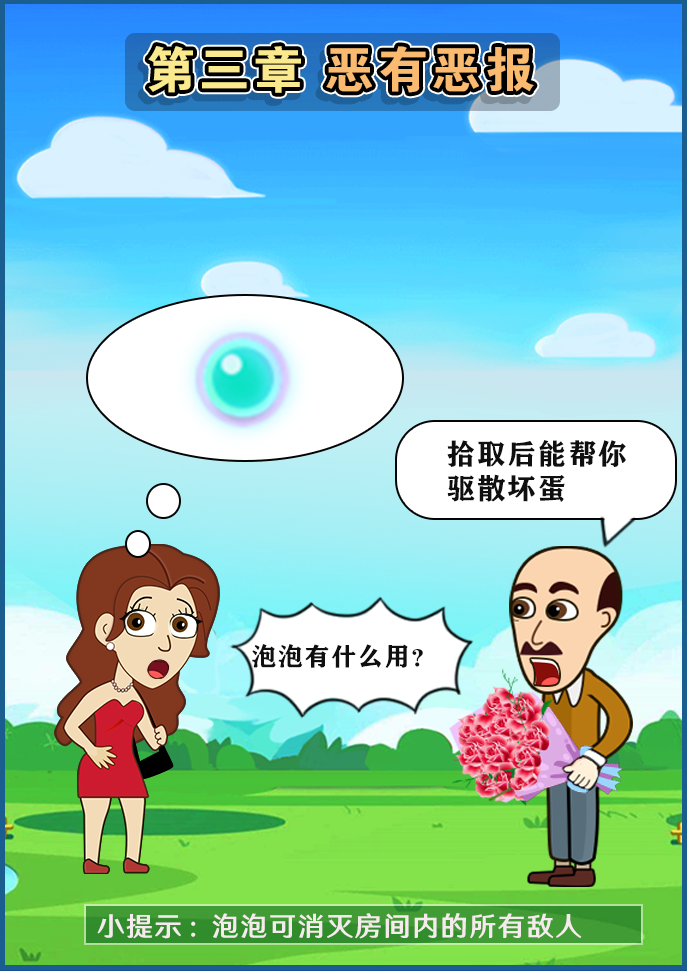 第三章 恶有恶报
拾取后能帮你
驱散坏蛋
泡泡有什么用?
小提示：泡泡可消灭房间内的所有敌人